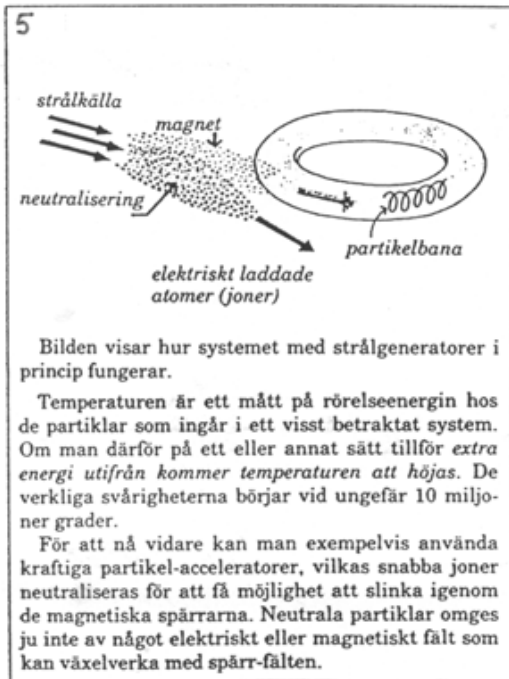 5
strålkälla
magnet
neutralisering
partikelbana
elektriskt laddade
atomer (joner)
Bilden visar hur systemet med strålgeneratorer i
princip fungerar.
Temperaturen är ett mått på rörelseenergin hos
de partiklar som ingår i ett visst betraktat system.
Om man därför på ett eller annat sätt tillför extra
energi utifrån kommer temperaturen att höjas. De
verkliga svårigheterna börjar vid ungefär 10 miljo-
ner grader.
För att nå vidare kan man exempelvis använda
kraftiga partikel-acceleratorer, vilkas snabba joner
neutraliseras för att få möjlighet att slinka igenom
de magnetiska spärrarna. Neutrala partiklar omges
ju inte av något elektriskt eller magnetiskt fält som
kan växelverka med spärr-fälten.